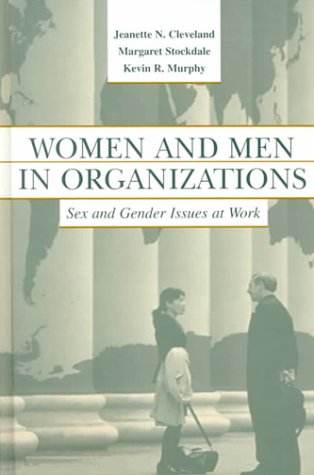 Jeanette N. Cleveland
Margaret Stockdale
Kevin R. Murphy
WOMEN AND MEN
IN ORGANIZATIONS
Sex and Gender Issues at Work